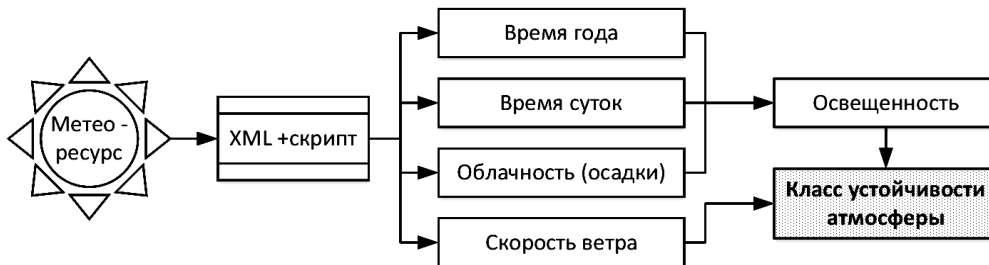 Метео -
ресурс
XML +скрипт
Время года
Время суток
Облачность (осадки)
Скорость ветра
Освещенность
Класс устойчивости
атмосферы